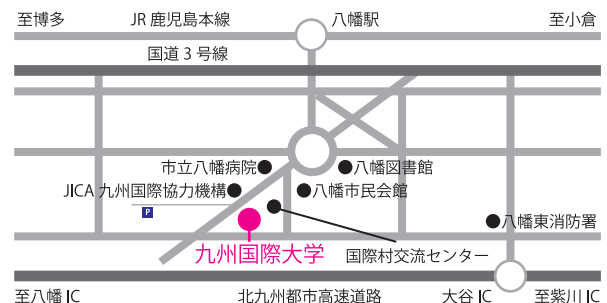 至博多
JR 鹿児島本線
八幡駅
至小倉
国道 3 号線
市立八幡病院
八幡図書館
JICA 九州国際協力機構
八幡市民会館
P
八幡東消防署
九州国際大学
国際村交流センター
至八幡 IC
北九州都市高速道路
大谷 IC
至紫川 IC